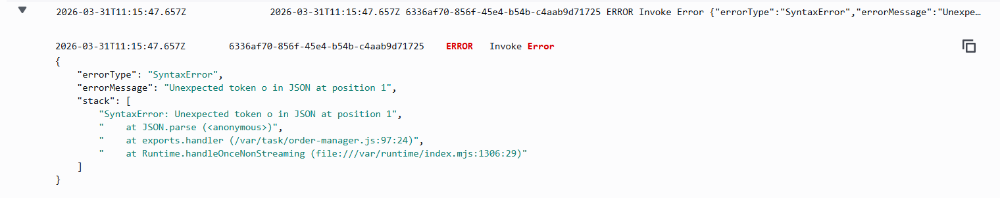 2026-03-31T11:15:47.657Z 2026-03-31T11:15:47.657Z 6336af70-856f-45e4-b54b-c4aab9d71725 ERROR Invoke Error {"errorType":"SyntaxError","errorMessage":"Unexpe…
2026-03-31T11:15:47.657Z 6336af70-856f-45e4-b54b-c4aab9d71725 ERROR Invoke Error
{
    "errorType": "SyntaxError",
    "errorMessage": "Unexpected token o in JSON at position 1",
    "stack": [
        "SyntaxError: Unexpected token o in JSON at position 1",
        "    at JSON.parse (<anonymous>)",
        "    at exports.handler (/var/task/order-manager.js:97:24)",
        "    at Runtime.handleOnceNonStreaming (file:///var/runtime/index.mjs:1306:29)"
    ]
}